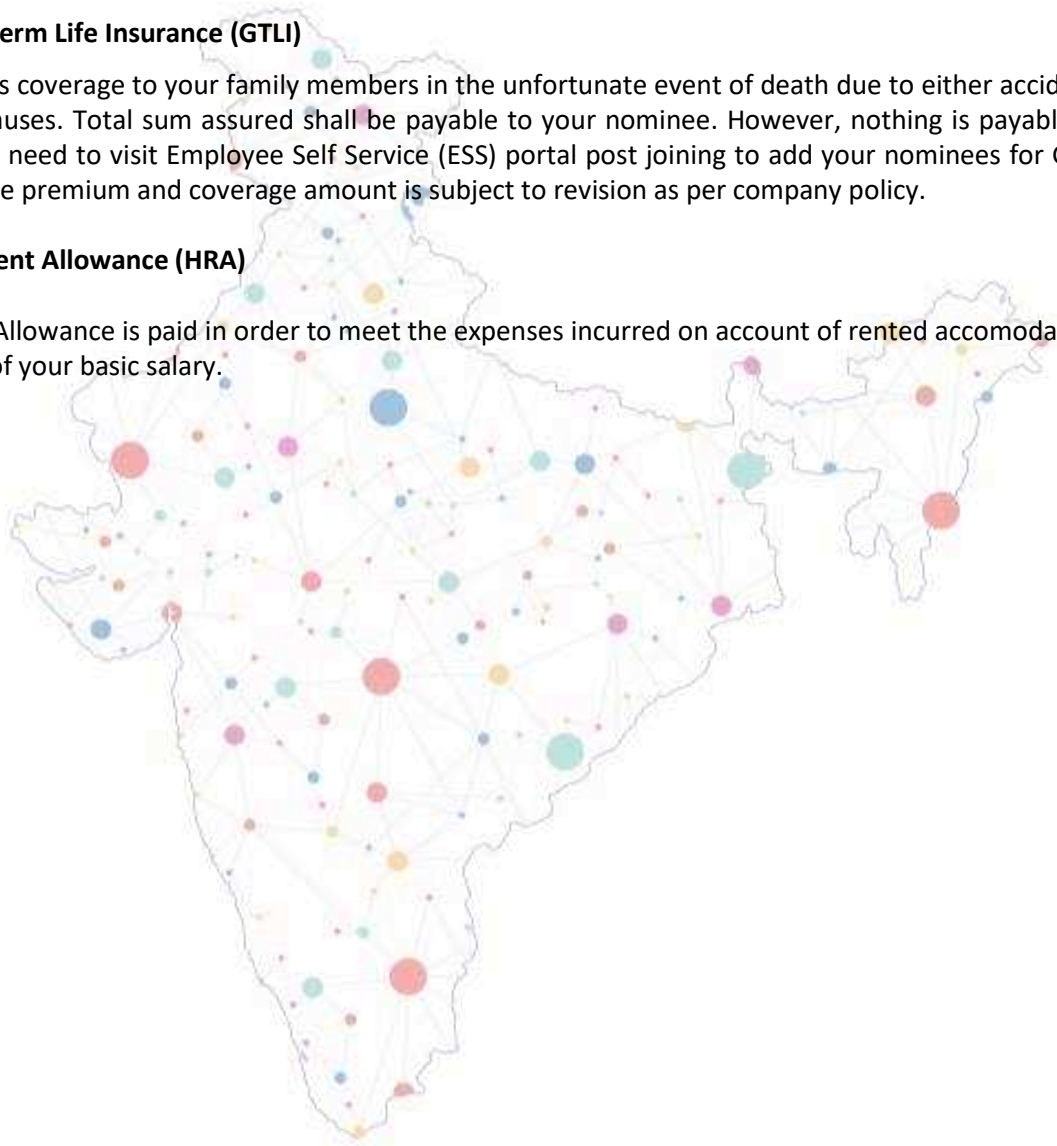 erm Life Insurance (GTLI)
s coverage to your family members in the unfortunate event of death due to either accid
auses. Total sum assured shall be payable to your nominee. However, nothing is payabl
need to visit Employee Self Service (ESS) portal post joining to add your nominees for
e premium and coverage amount is subject to revision as per company policy.
ent Allowance (HRA)
Allowance is paid in order to meet the expenses incurred on account of rented accomoda
of your basic salary.